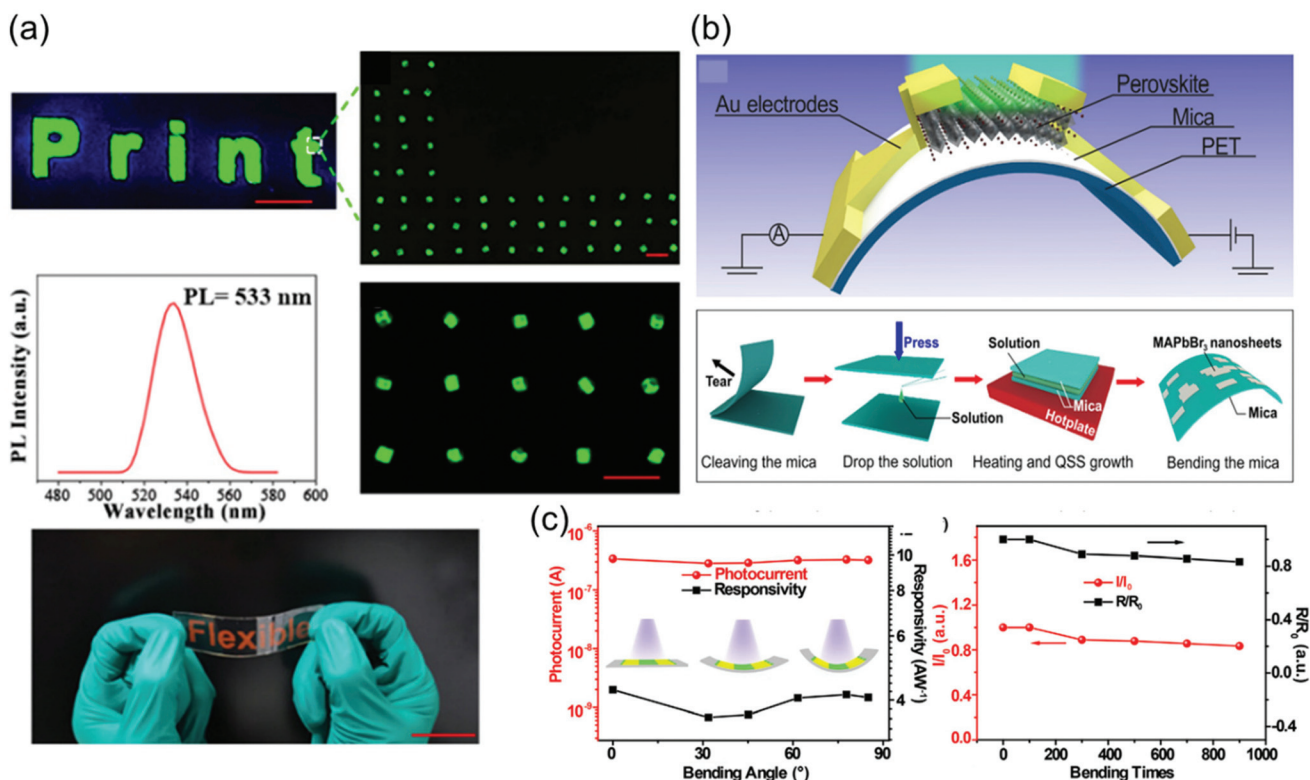 (a)
Print
PL= 533 nm
PL Intensity (a.u.)
480 500 520 540 560 580 600
Wavelength (nm)
Flexible
(b)
Au electrodes
Perovskite
Mica
PET
A
Tear
Press
Solution
Solution
Mica
Hotplate
MAPbBr₃ nanosheets
Mica
Cleaving the mica
Drop the solution
Heating and QSS growth
Bending the mica
(c)
10⁻⁶
10⁻⁷
10⁻⁸
10⁻⁹
Photocurrent (A)
Photocurrent
Responsivity
10
8
6
4
Responsivity (AW⁻¹)
0 30 60 90
Bending Angle (°)
)
1.6
1.2
0.8
0.4
0.0
I/I₀ (a.u.)
I/I₀
R/R₀
0.8
0.4
-0.0
-0.4
R/R₀ (a.u.)
0 200 400 600 800 1000
Bending Times